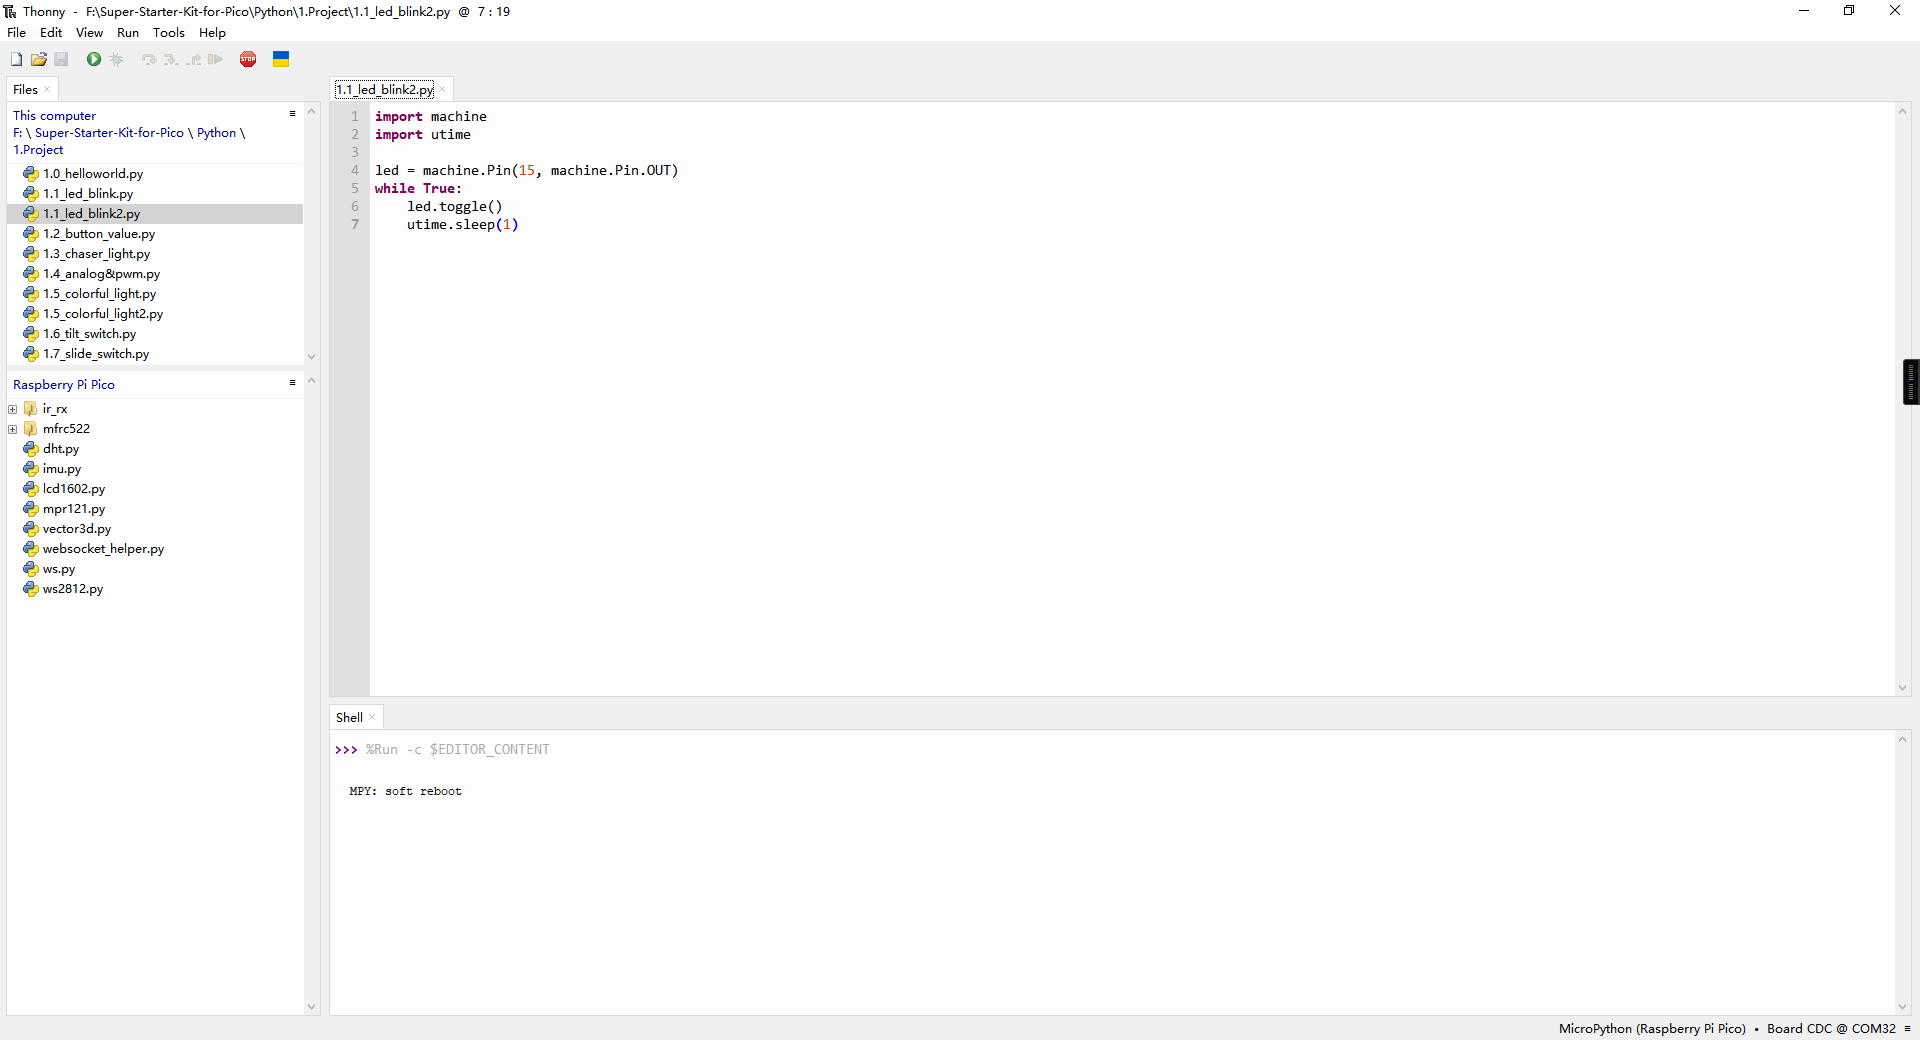 Thonny - F:\Super-Starter-Kit-for-Pico\Python\1.Project\1.1_led_blink2.py @ 7 : 19
File Edit View Run Tools Help
STOP
Files
This computer
F: \ Super-Starter-Kit-for-Pico \ Python \
1.Project
1.0_helloworld.py
1.1_led_blink.py
1.1_led_blink2.py
1.2_button_value.py
1.3_chaser_light.py
1.4_analog&pwm.py
1.5_colorful_light.py
1.5_colorful_light2.py
1.6_tilt_switch.py
1.7_slide_switch.py
Raspberry Pi Pico
ir_rx
mfrc522
dht.py
imu.py
lcd1602.py
mpr121.py
vector3d.py
websocket_helper.py
ws.py
ws2812.py
1.1_led_blink2.py
1 import machine
2 import utime
3
4 led = machine.Pin(15, machine.Pin.OUT)
5 while True:
6     led.toggle()
7     utime.sleep(1)
Shell
>>> %Run -c $EDITOR_CONTENT
MPY: soft reboot
MicroPython (Raspberry Pi Pico) • Board CDC @ COM32 ≡